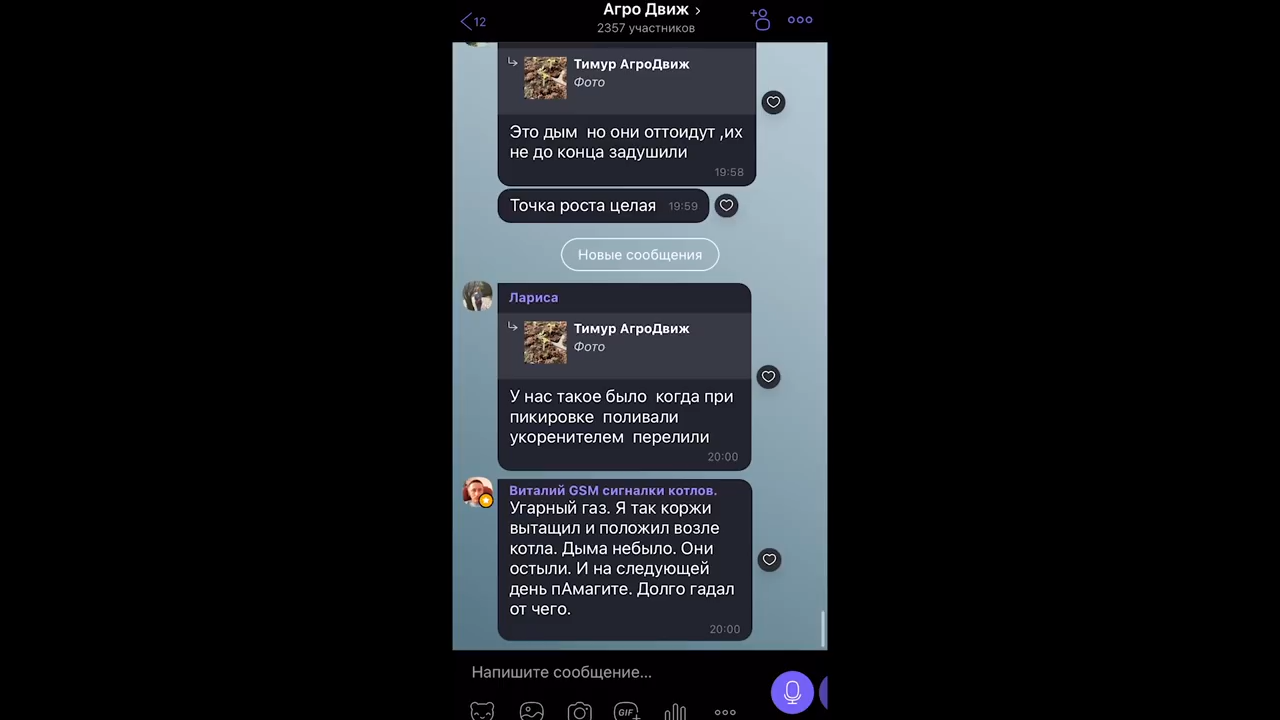 12
Агро Движ
2357 участников
Тимур АгроДвиж
Фото
Это дым но они оттоидут ,их
не до конца задушили
19:58
Точка роста целая 19:59
Новые сообщения
Лариса
Тимур АгроДвиж
Фото
У нас такое было когда при
пикировке поливали
укоренителем перелили
20:00
Виталий GSM сигналки котлов.
Угарный газ. Я так коржи
вытащил и положил возле
котла. Дыма небыло. Они
остыли. И на следующей
день пАмагите. Долго гадал
от чего.
20:00
Напишите сообщение...
GIF